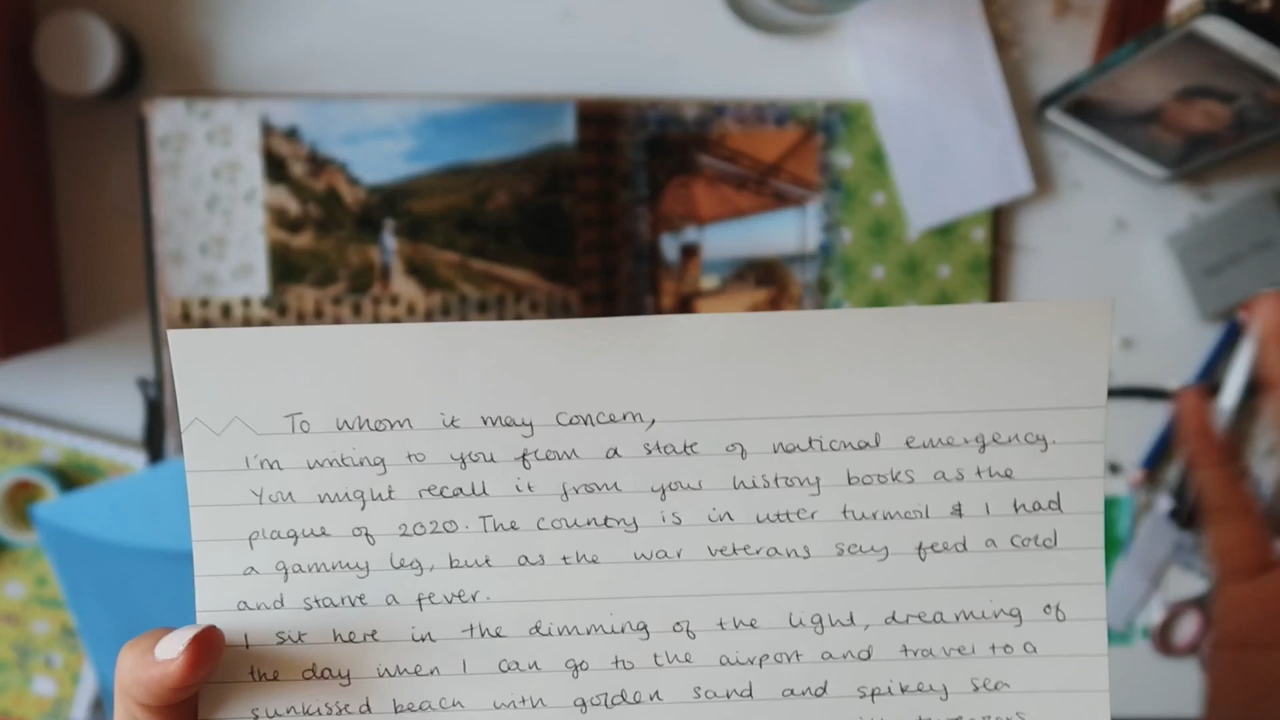 To whom it may concern,
I'm writing to you from a state of national emergency.
You might recall it from your history books as the
plague of 2020. The country is in utter turmoil & I had
a gammy leg, but as the war veterans say feed a cold
and starve a fever.
I sit here in the dimming of the light, dreaming of
the day when I can go to the airport and travel to a
sunkissed beach with golden sand and spikey sea